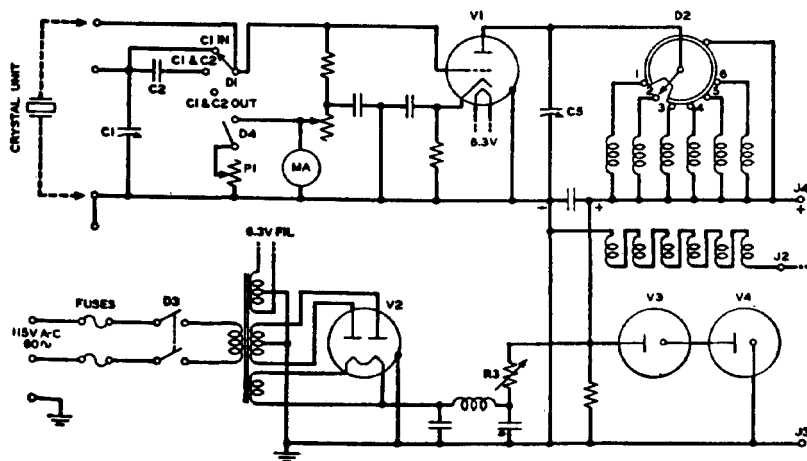 V1
D2
C1 IN
C1 & C2
D1
C2
C1 & C2 OUT
CRYSTAL UNIT
C1
D4
MA
P1
6.3V
C5
1
2
3
4
5
6
J4
-
+
+
6.3V FIL
J2
FUSES
D3
V2
V3
V4
115V A-C
60~
R3
J3